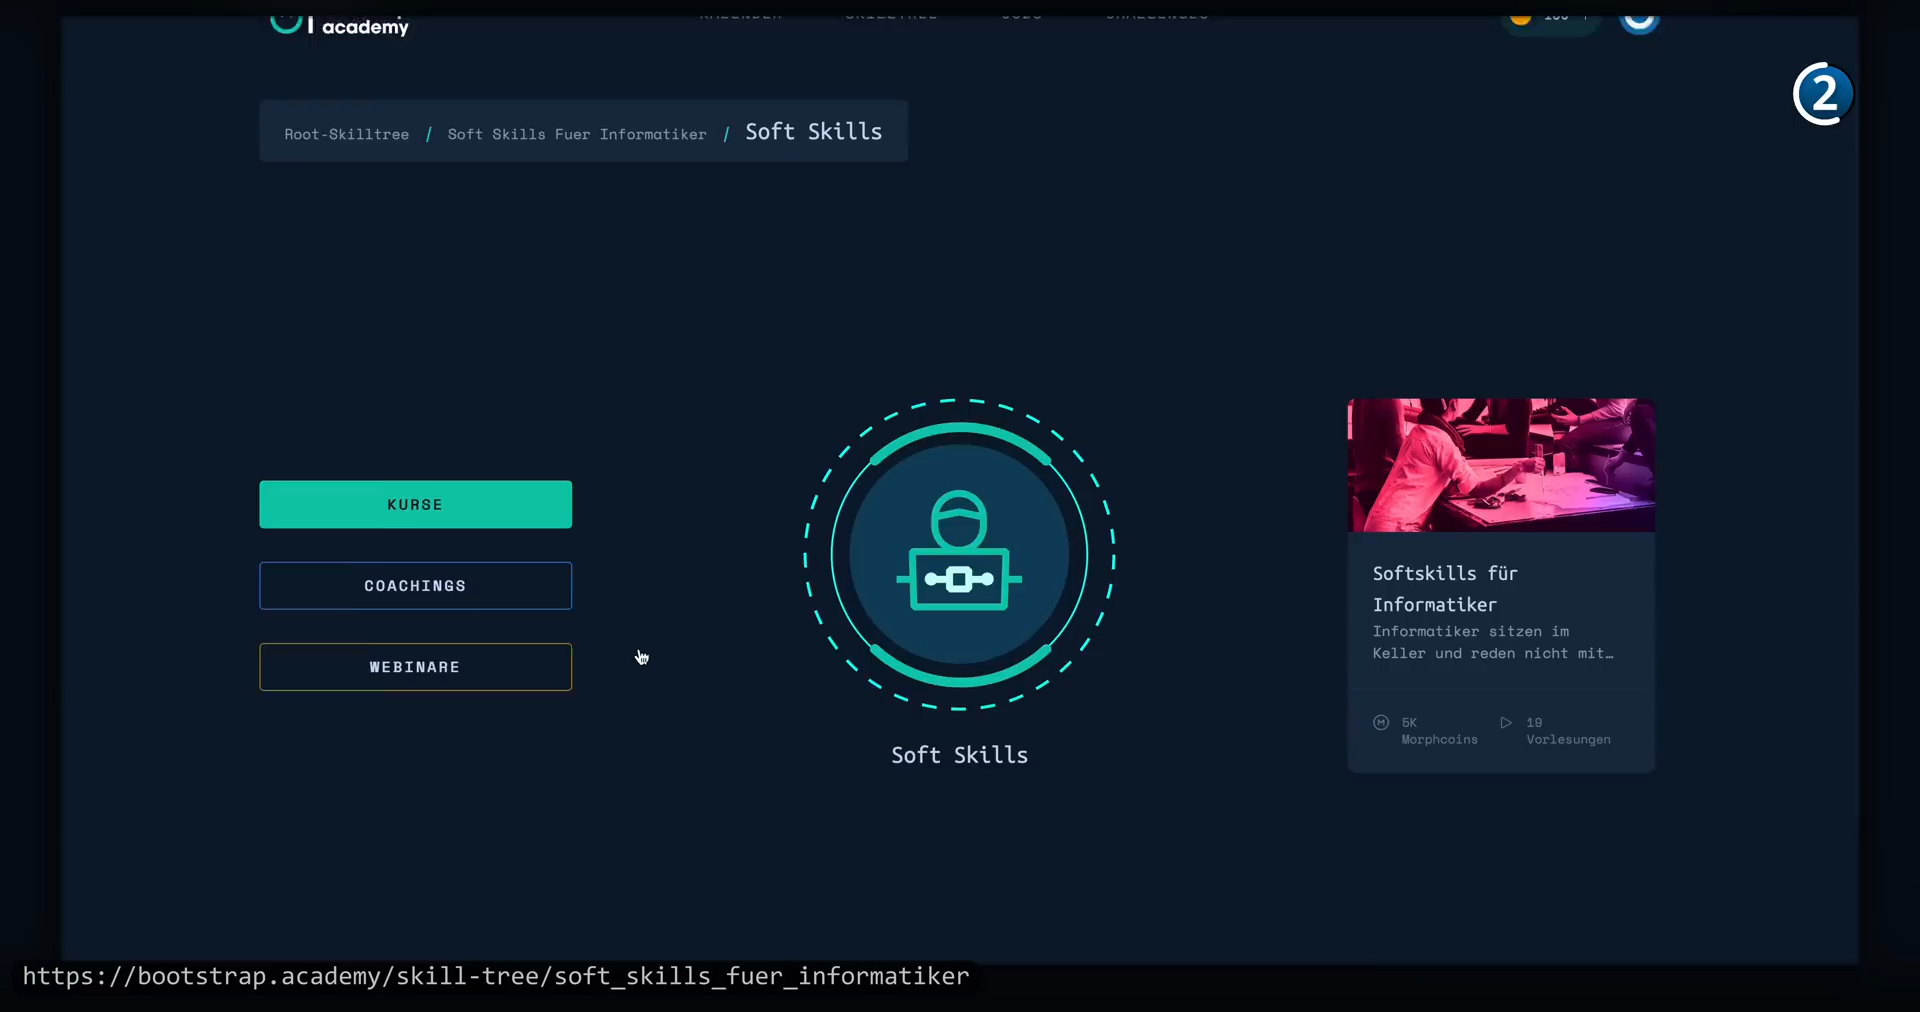 academy
2
Root-Skilltree / Soft Skills Fuer Informatiker / Soft Skills
KURSE
COACHINGS
WEBINARE
Soft Skills
Softskills für
Informatiker
Informatiker sitzen im
Keller und reden nicht mit…
5K
Morphcoins
19
Vorlesungen
https://bootstrap.academy/skill-tree/soft_skills_fuer_informatiker